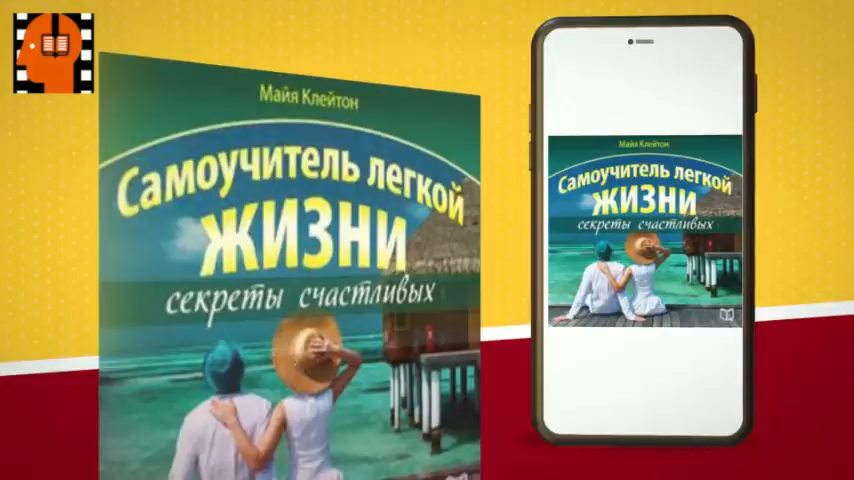 Майя Клейтон
Самоучитель легкой
жизни
секреты счастливых
Майя Клейтон
Самоучитель легкой
жизни
секреты счастливых